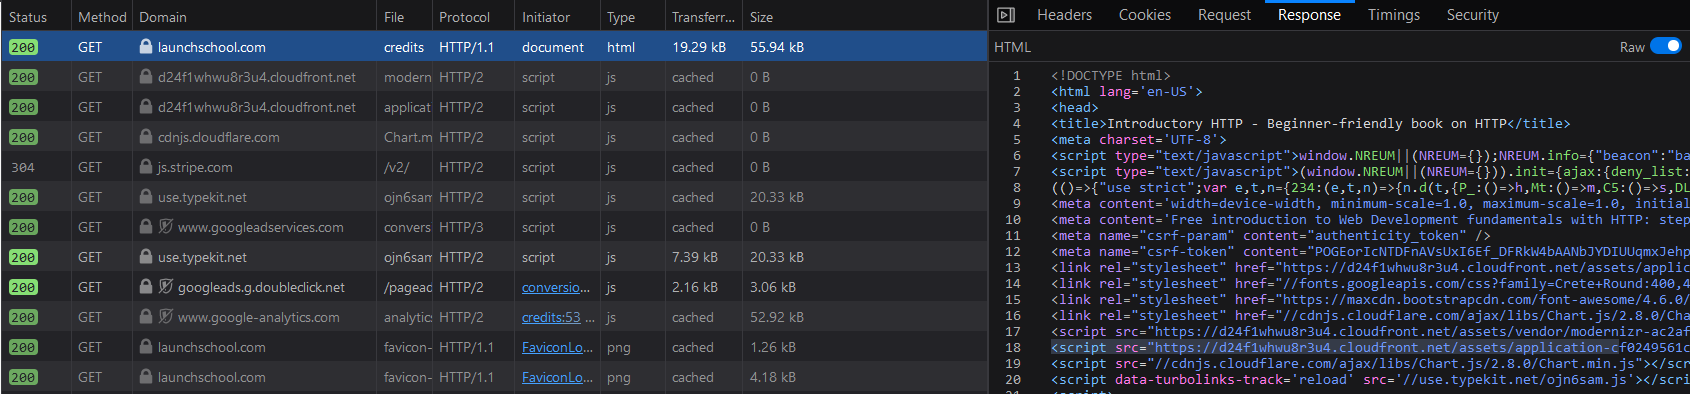 Status Method Domain File Protocol Initiator Type Transferr... Size
200 GET launchschool.com credits HTTP/1.1 document html 19.29 kB 55.94 kB
200 GET d24f1whwu8r3u4.cloudfront.net modern HTTP/2 script js cached 0 B
200 GET d24f1whwu8r3u4.cloudfront.net applicat HTTP/2 script js cached 0 B
200 GET cdnjs.cloudflare.com Chart.m HTTP/2 script js cached 0 B
304 GET js.stripe.com /v2/ HTTP/2 script js cached 0 B
200 GET use.typekit.net ojn6sam HTTP/2 script js cached 20.33 kB
200 GET www.googleadservices.com convers HTTP/3 script js cached 0 B
200 GET use.typekit.net ojn6sam HTTP/2 script js 7.39 kB 20.33 kB
200 GET googleads.g.doubleclick.net /pagead HTTP/2 conversio... js 2.16 kB 3.06 kB
200 GET www.google-analytics.com analytics HTTP/2 credits:53 ... js cached 52.92 kB
200 GET launchschool.com favicon- HTTP/1.1 FaviconLo... png cached 1.26 kB
200 GET launchschool.com favicon- HTTP/1.1 FaviconLo... png cached 4.18 kB
Headers Cookies Request Response Timings Security
HTML Raw
1 <!DOCTYPE html>
2 <html lang='en-US'>
3 <head>
4 <title>Introductory HTTP - Beginner-friendly book on HTTP</title>
5 <meta charset='UTF-8'>
6 <script type="text/javascript">window.NREUM||(NREUM={});NREUM.info={"beacon":"ba
7 <script type="text/javascript">(window.NREUM||(NREUM={})).init={ajax:{deny_list:
8 (()=>{"use strict";var e,t,n={234:(e,t,n)=>{n.d(t,{P_:()=>h,Mt:()=>m,C5:()=>s,DL
9 <meta content='width=device-width, minimum-scale=1.0, maximum-scale=1.0, initial
10 <meta content='Free introduction to Web Development fundamentals with HTTP: step
11 <meta name="csrf-param" content="authenticity_token" />
12 <meta name="csrf-token" content="POGEorIcNTDFnAVsUxI6Ef_DFRkW4bAANbJYDIUUqmxJehp
13 <link rel="stylesheet" href="https://d24f1whwu8r3u4.cloudfront.net/assets/applic
14 <link rel="stylesheet" href="//fonts.googleapis.com/css?family=Crete+Round:400,4
15 <link rel="stylesheet" href="https://maxcdn.bootstrapcdn.com/font-awesome/4.6.0/
16 <link rel="stylesheet" href="//cdnjs.cloudflare.com/ajax/libs/Chart.js/2.8.0/Cha
17 <script src="https://d24f1whwu8r3u4.cloudfront.net/assets/vendor/modernizr-ac2af
18 <script src="https://d24f1whwu8r3u4.cloudfront.net/assets/application-cf0249561c
19 <script src="//cdnjs.cloudflare.com/ajax/libs/Chart.js/2.8.0/Chart.min.js"></scr
20 <script data-turbolinks-track='reload' src='//use.typekit.net/ojn6sam.js'></scri